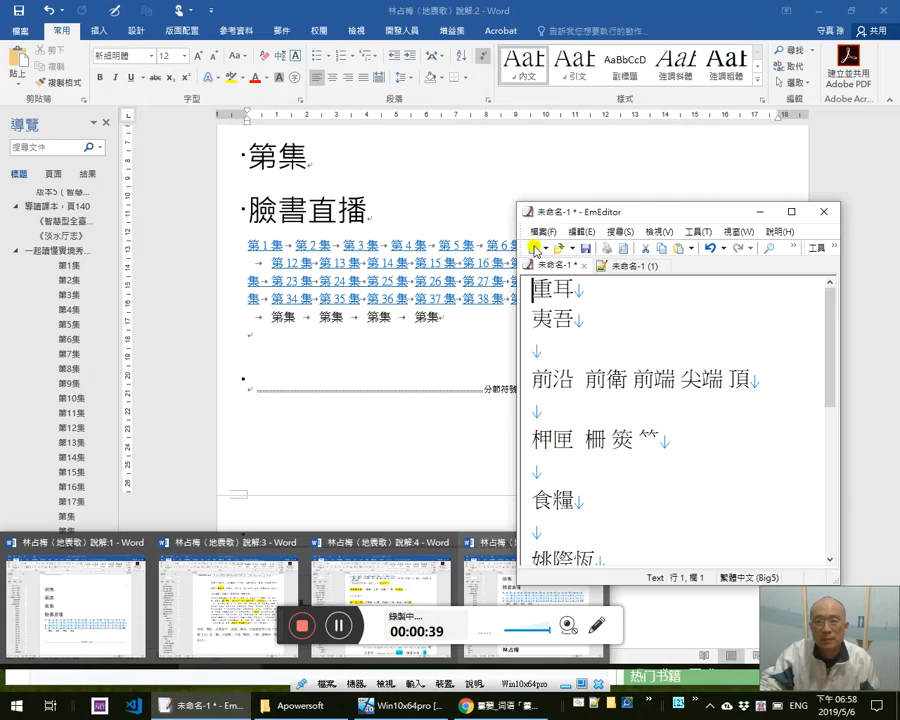 林占梅〈地震歌〉說解:2 - Word
檔案 常用 插入 設計 版面配置 參考資料 郵件 校閱 檢視 開發人員 增益集 Acrobat 告訴我您想要執行的動作... 守真 孫 共用
貼上 剪下 複製 複製格式 新細明體 12
內文 引文 副標題 強調斜體 強調粗體
尋找 取代 選取
建立並共用 Adobe PDF
剪貼簿 字型 段落 樣式 編輯
導覽
搜尋文件
標題 頁面 結果
導讀課本，頁140
《智慧型全臺...
《淡水厅志》
第1集
第2集
第3集
第4集
第5集
第6集
第7集
第8集
第9集
第10集
第11集
第12集
第13集
第14集
第15集
第16集
第17集
第集
第集
臉書直播
第 1 集 第 2 集 第 3 集 第 4 集 第 5 集 第 6
第 12 集 第 13 集 第 14 集 第 15 集 第 16 集
集 第 23 集 第 24 集 第 25 集 第 26 集 第 27 集
集 第 34 集 第 35 集 第 36 集 第 37 集 第 38 集
第集 第集 第集 第集
分節符號
未命名-1 * - EmEditor
檔案(F) 編輯(E) 搜尋(S) 檢視(V) 工具(T) 視窗(W) 說明(H)
工具
未命名-1 * 未命名-1 (1)
重耳
夷吾
前沿 前衛 前端 尖端 頂
柙匣 柵 筴 ⺮
食糧
姚際恆
Text 行 1, 欄 1 繁體中文 (Big5)
林占梅〈地震歌〉說解:1 - Word
林占梅〈地震歌〉說解:3 - Word
林占梅〈地震歌〉說解:4 - Word
錄製中....
00:00:39
热门书籍
檔案 機器 檢視 輸入 裝置 說明 Win10x64pro
未命名-1 * - Em...
Apowersoft
Win10x64pro [...
ENG
下午 06:58
2019/5/6